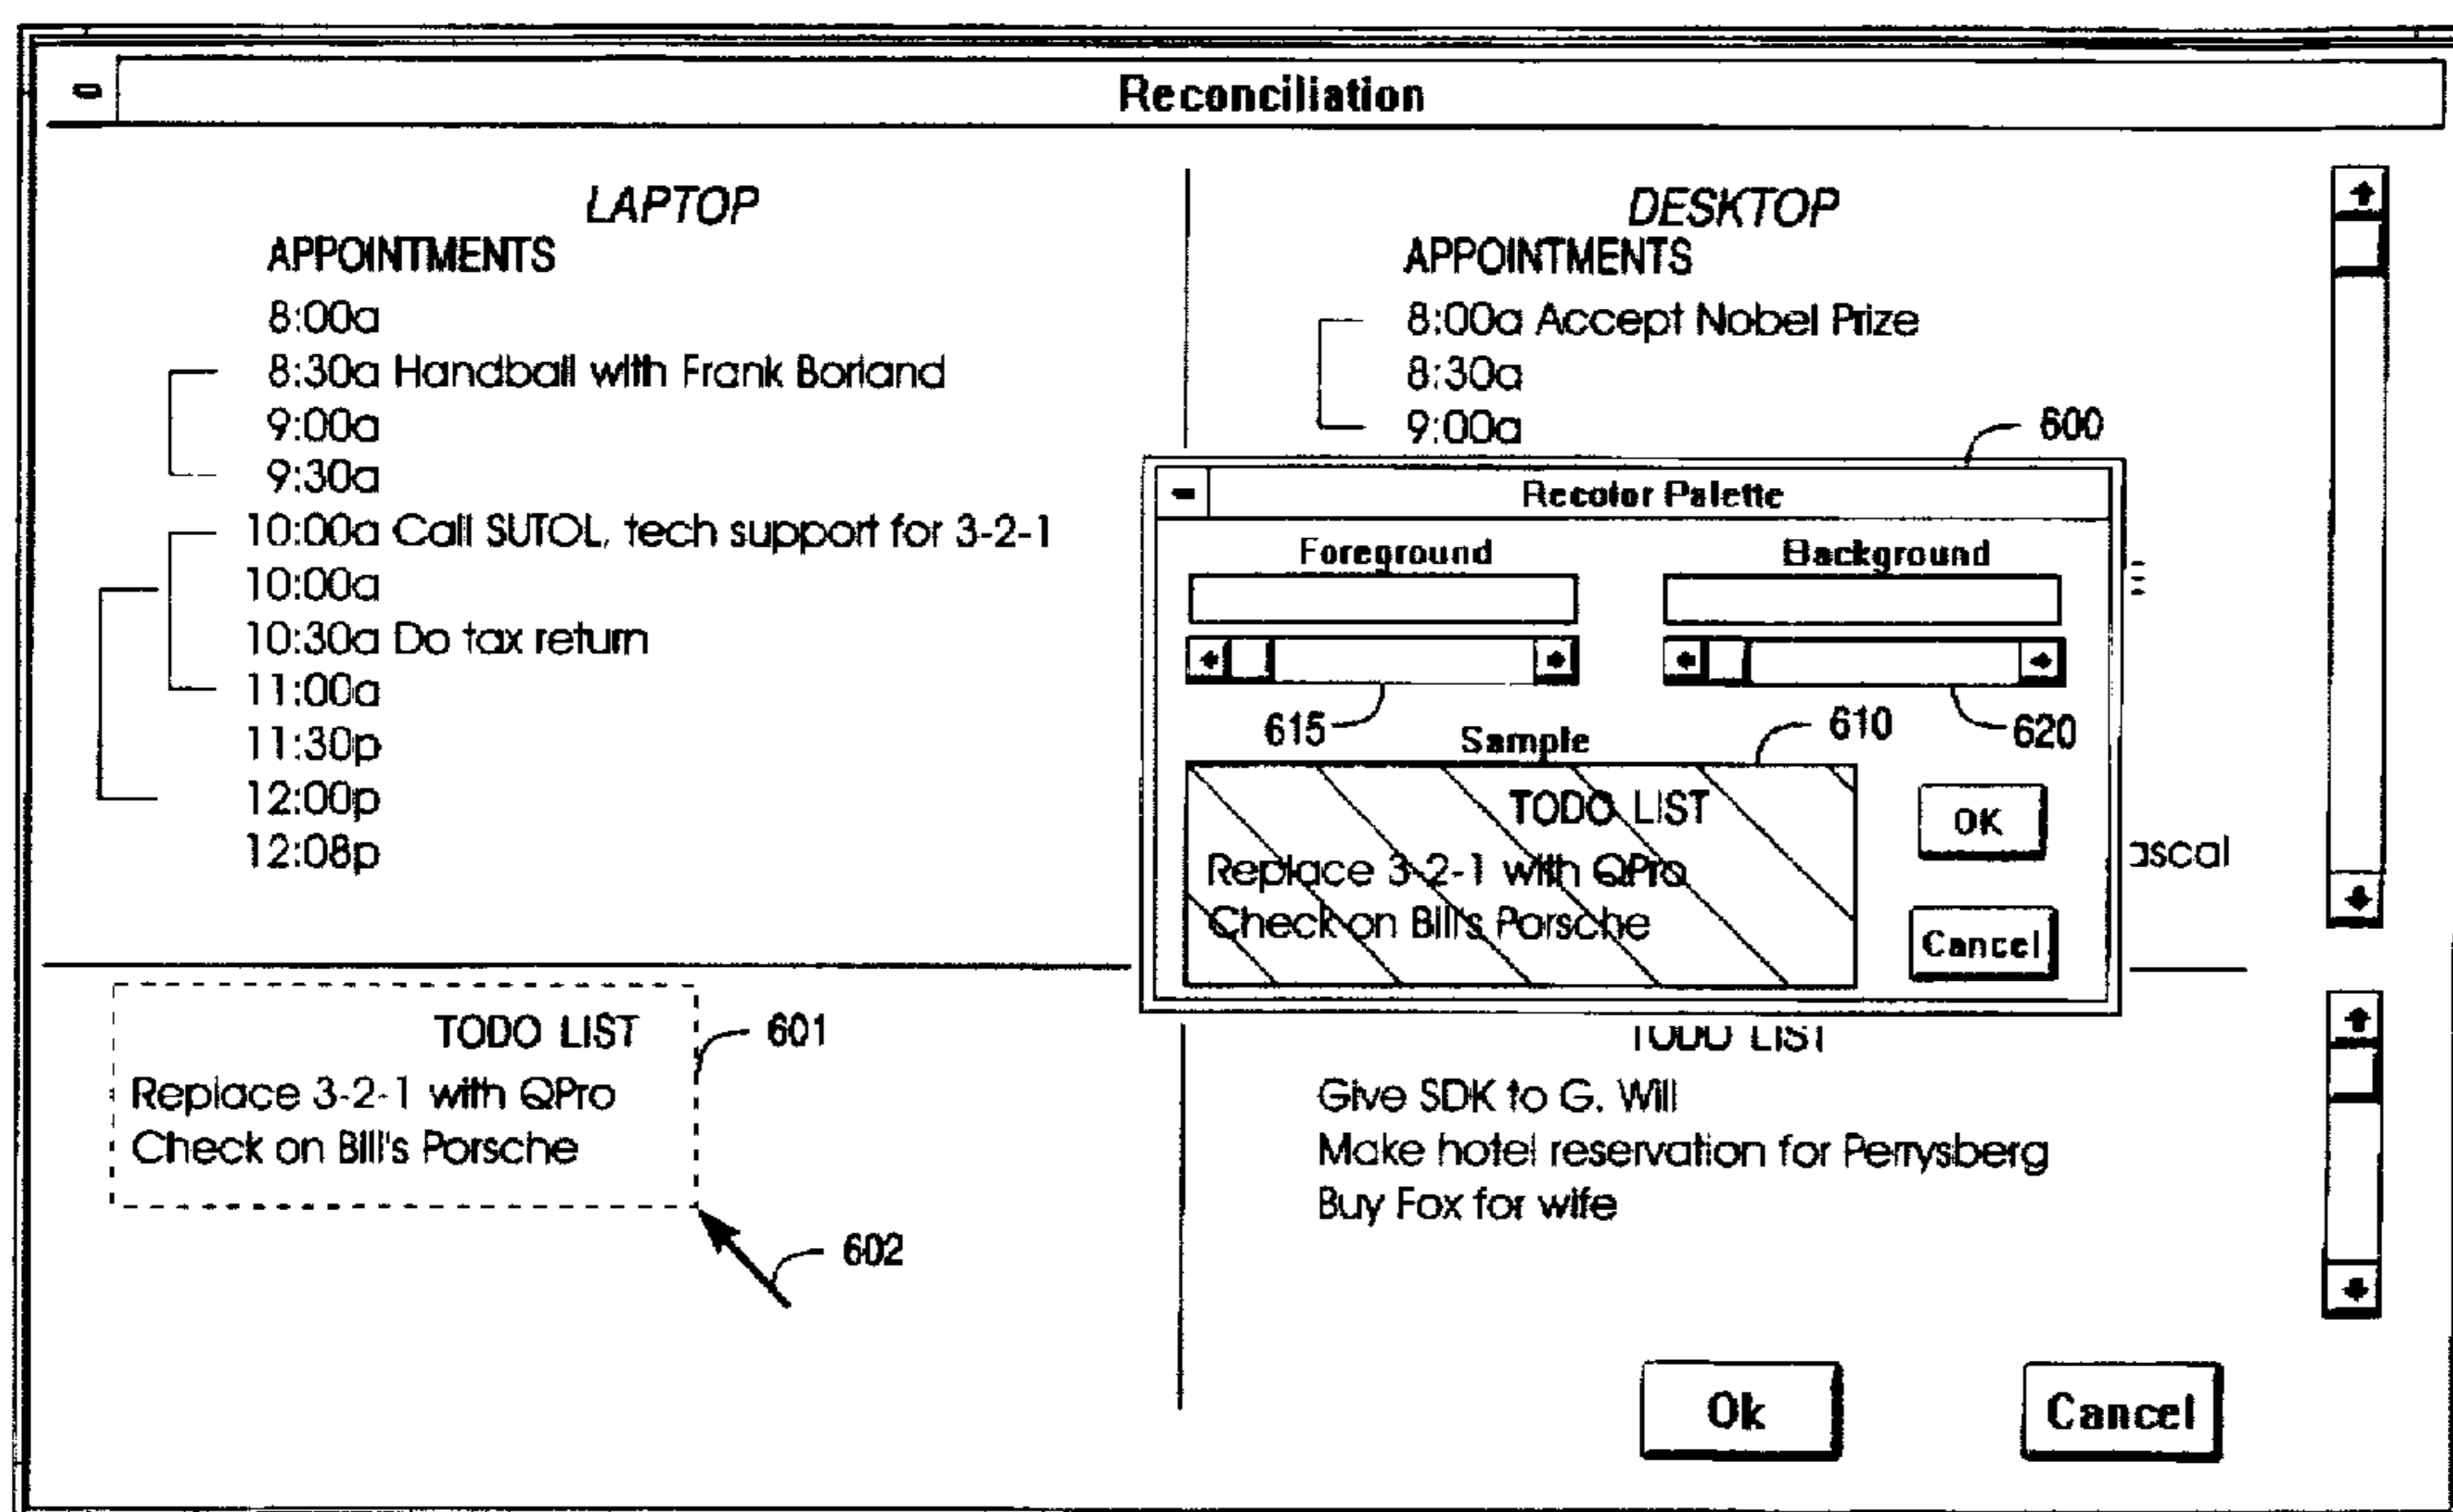 Reconciliation
LAPTOP
APPOINTMENTS
8:00a
8:30a Handball with Frank Borland
9:00a
9:30a
10:00a Call SUTOL, tech support for 3-2-1
10:00a
10:30a Do tax return
11:00a
11:30p
12:00p
12:08p
DESKTOP
APPOINTMENTS
8:00a Accept Nobel Prize
8:30a
9:00a
600
Recolor Palette
Foreground
Background
615
620
Sample
610
TODO LIST
Replace 3-2-1 with QPro
Check on Bill's Porsche
OK
Cancel
ascal
TODO LIST
601
Replace 3-2-1 with QPro
Check on Bill's Porsche
602
TODO LIST
Give SDK to G. Will
Make hotel reservation for Perrysberg
Buy Fox for wife
Ok
Cancel